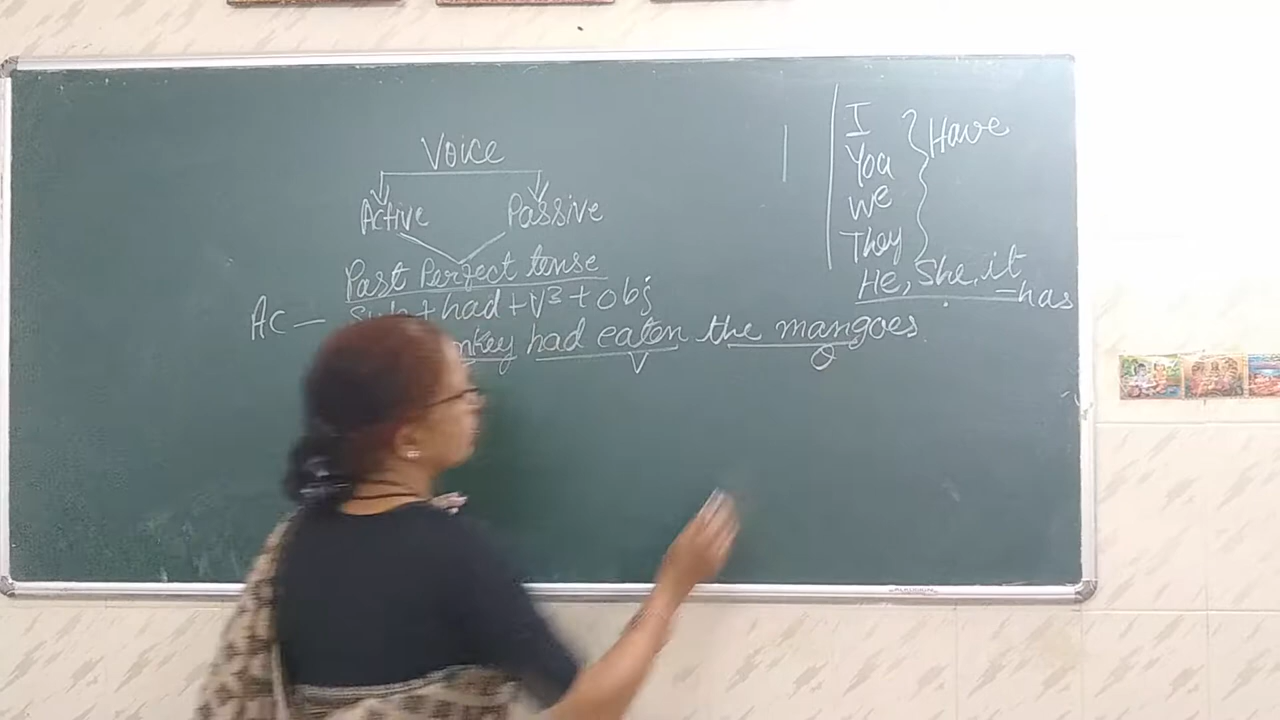 Voice
Active Passive
Past Perfect tense
Ac — Sub + had + V³ + obj
had eaten the mangoes.
V O
I
You
We
They
Have
He, She, it
– has